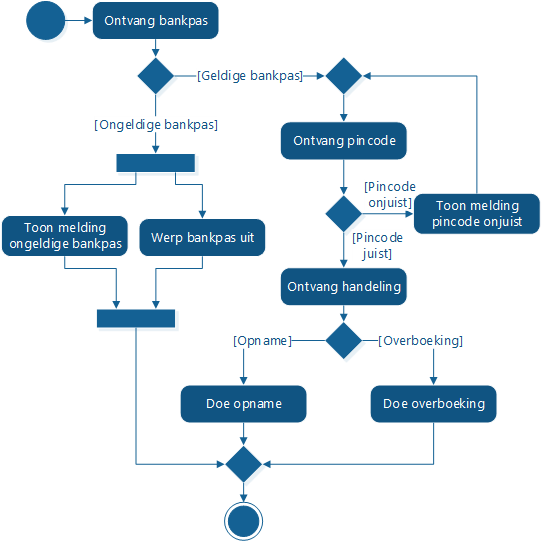 Ontvang bankpas
[Geldige bankpas]
[Ongeldige bankpas]
Ontvang pincode
[Pincode
onjuist]
Toon melding
pincode onjuist
Toon melding
ongeldige bankpas
Werp bankpas uit
[Pincode
juist]
Ontvang handeling
[Opname]
[Overboeking]
Doe opname
Doe overboeking